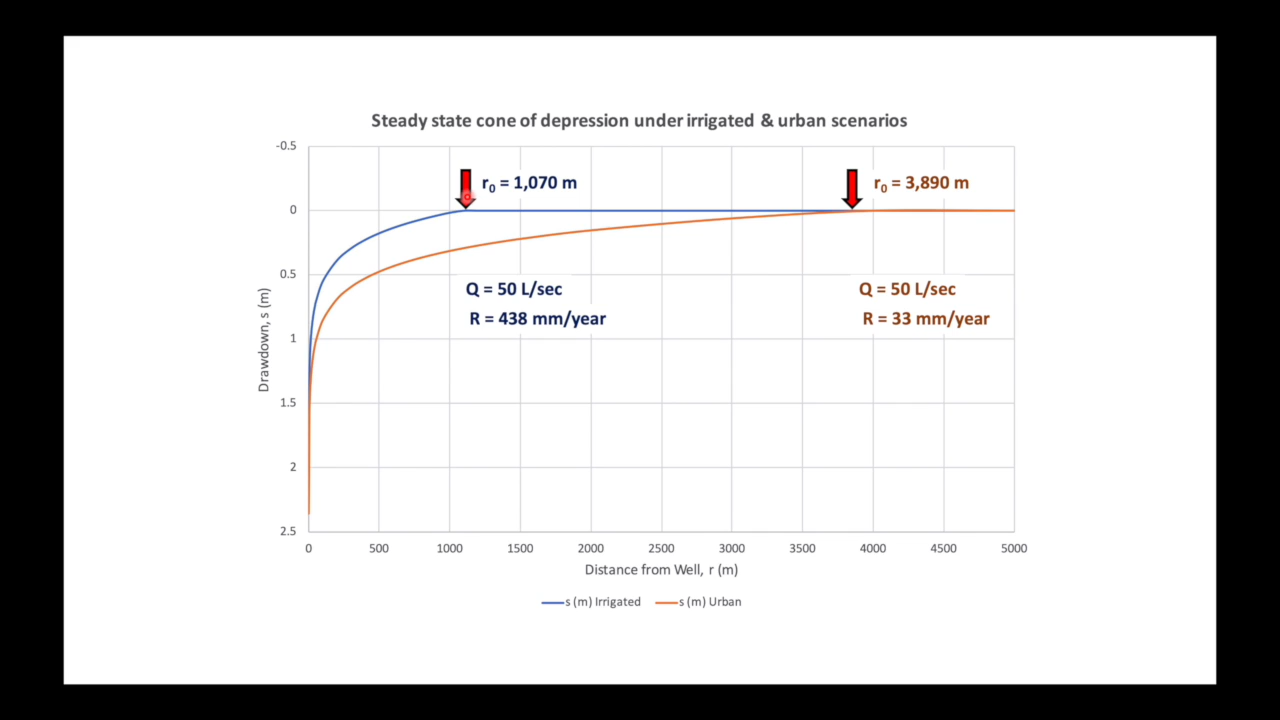 Steady state cone of depression under irrigated & urban scenarios
-0.5
r₀ = 1,070 m
r₀ = 3,890 m
0
0.5
Q = 50 L/sec
Q = 50 L/sec
R = 438 mm/year
R = 33 mm/year
1
Drawdown, s (m)
1.5
2
2.5
0 500 1000 1500 2000 2500 3000 3500 4000 4500 5000
Distance from Well, r (m)
s (m) Irrigated s (m) Urban